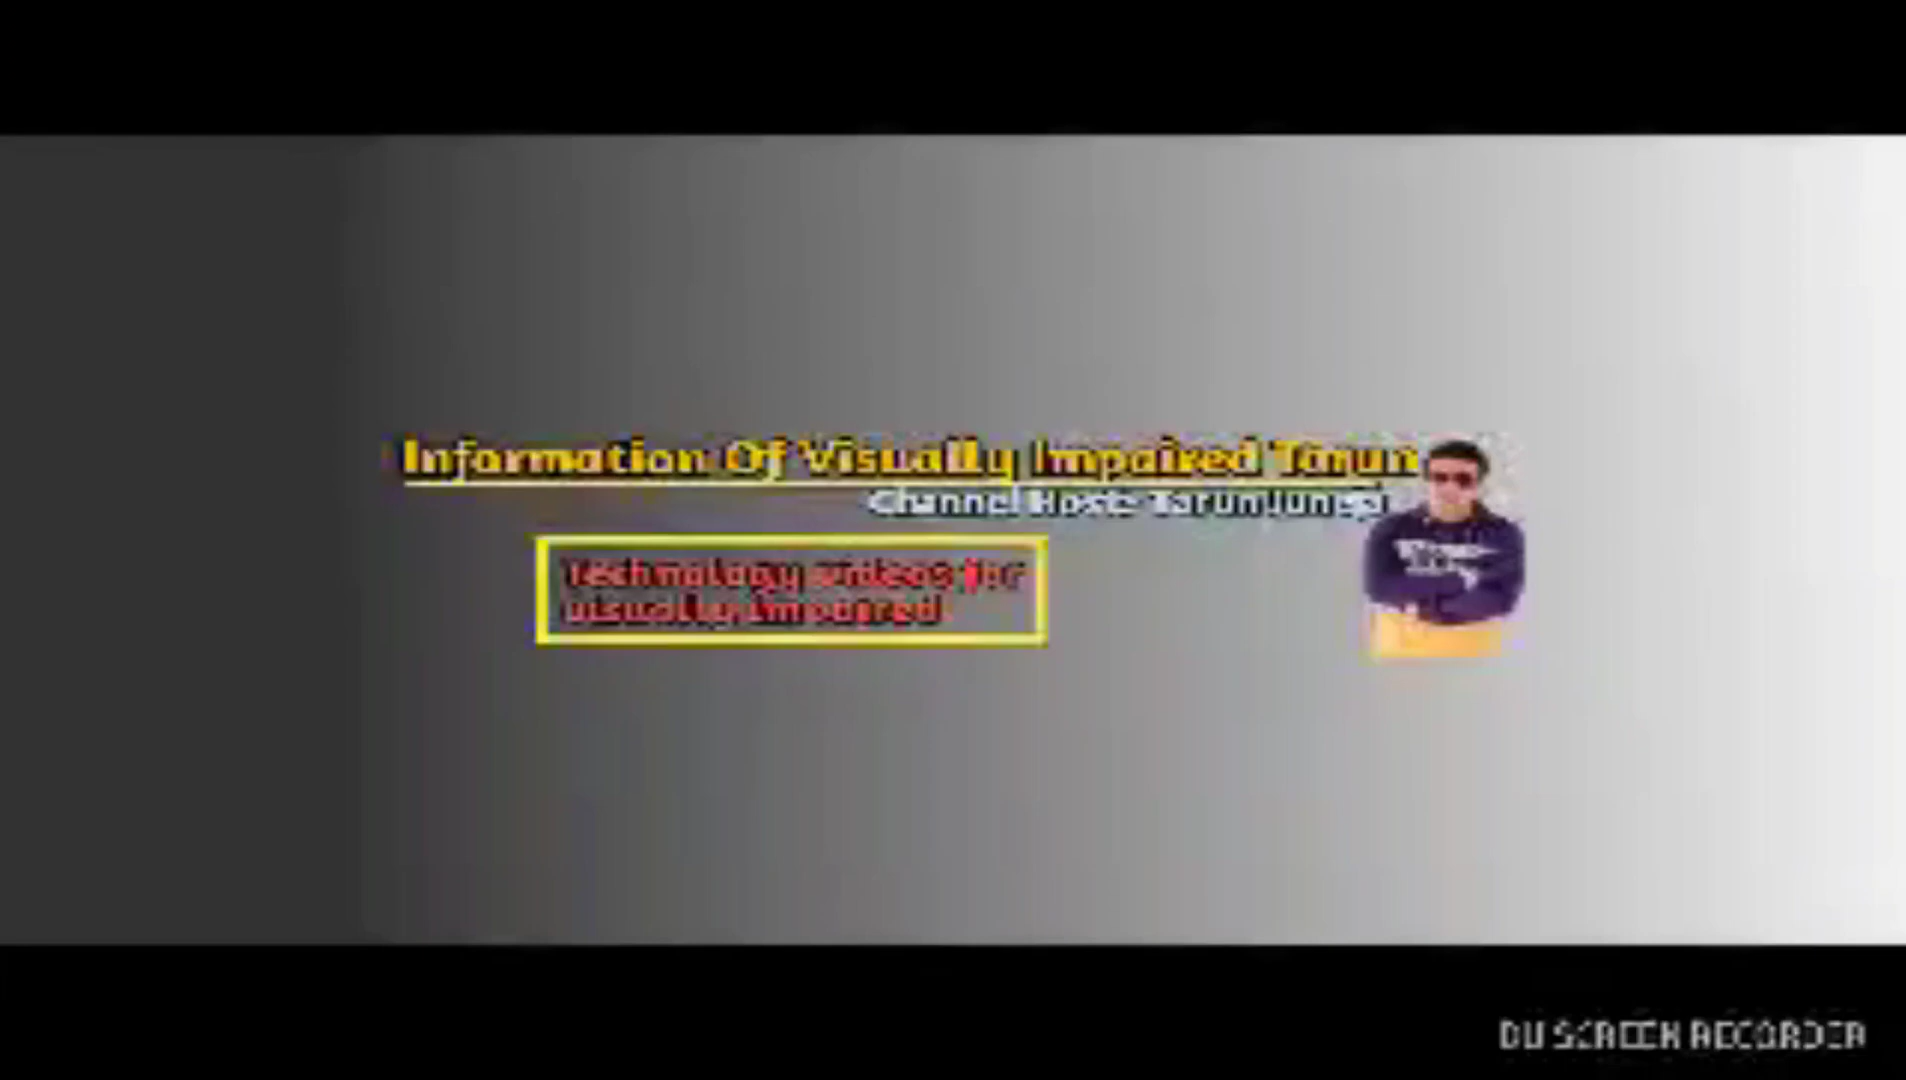 Information Of Visually Impaired Tarun
Channel Host: Tarun
Technology videos for
visually impaired
DU SCREEN RECORDER